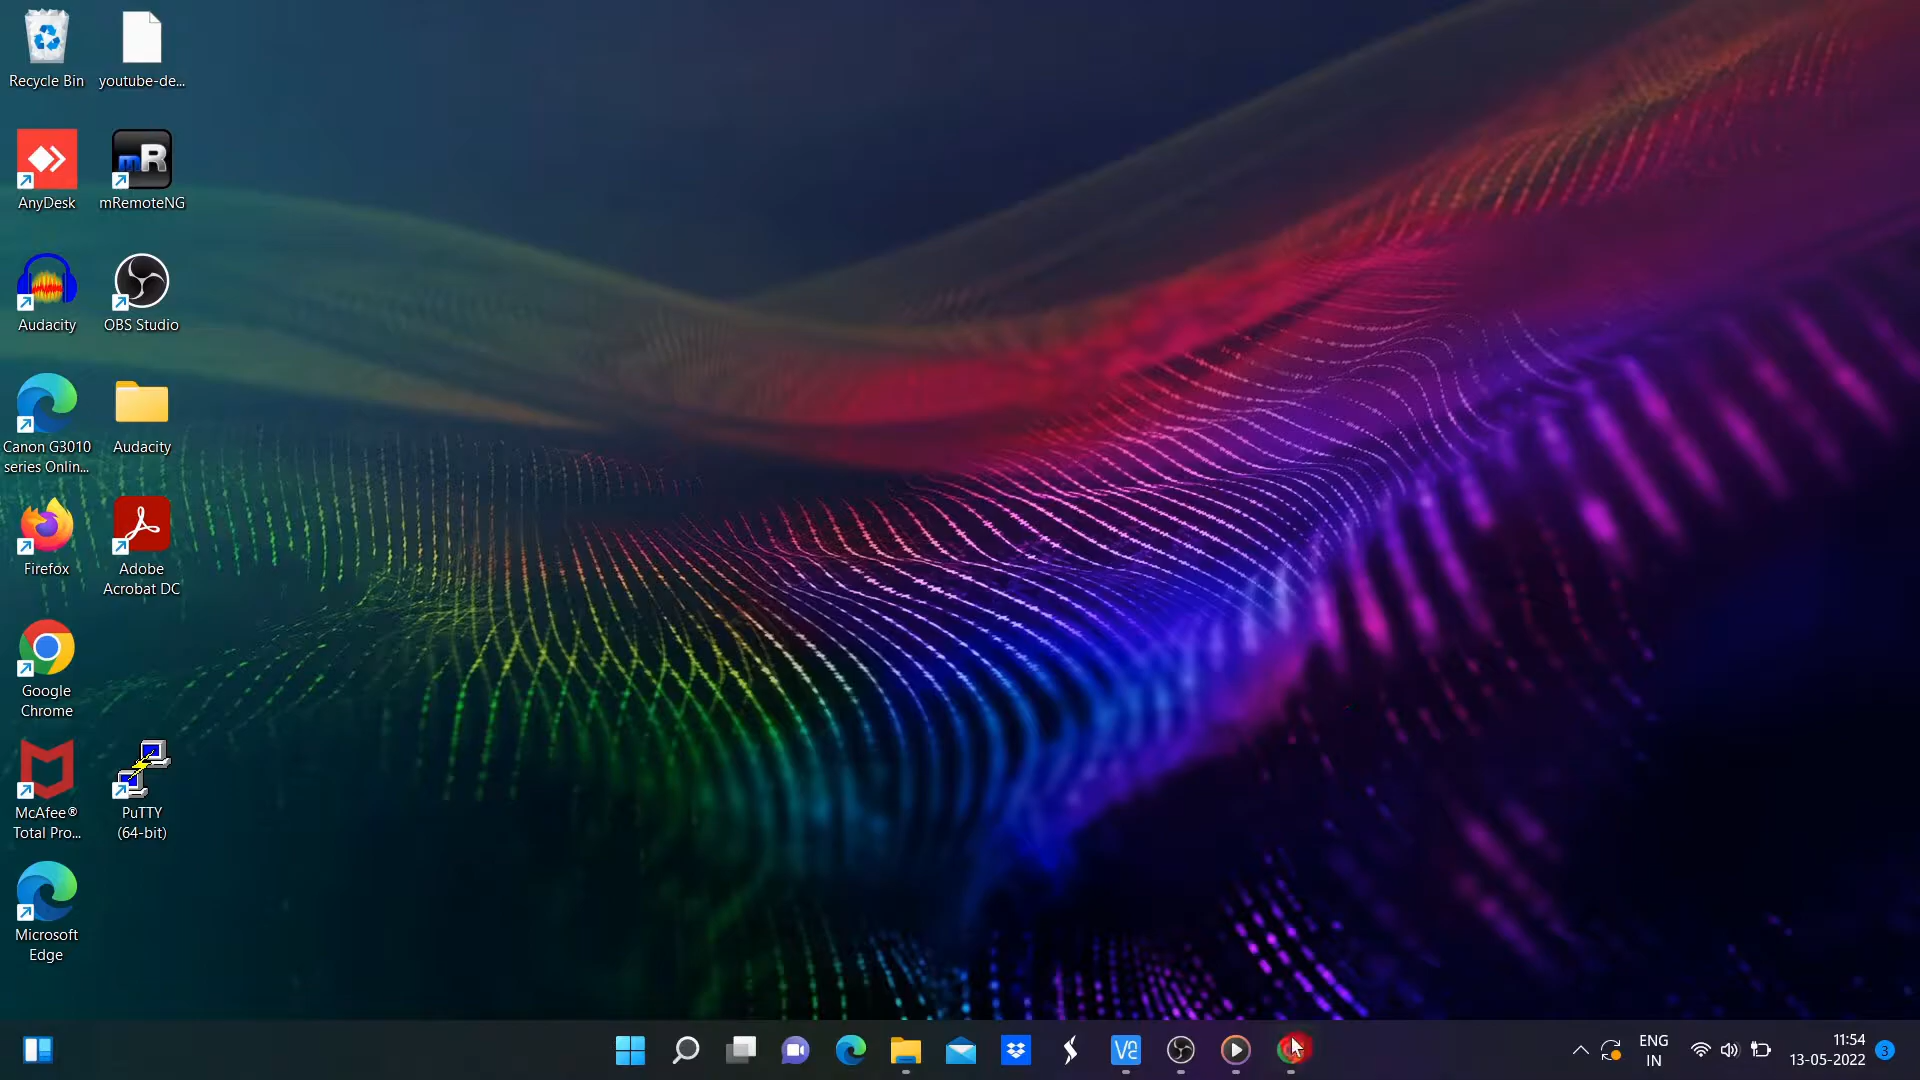 Recycle Bin
youtube-de...
AnyDesk
mR
mRemoteNG
Audacity
OBS Studio
Canon G3010
series Onlin...
Audacity
Firefox
Adobe
Acrobat DC
Google
Chrome
McAfee®
Total Pro...
PuTTY
(64-bit)
Microsoft
Edge
ENG
IN
11:54
13-05-2022
3